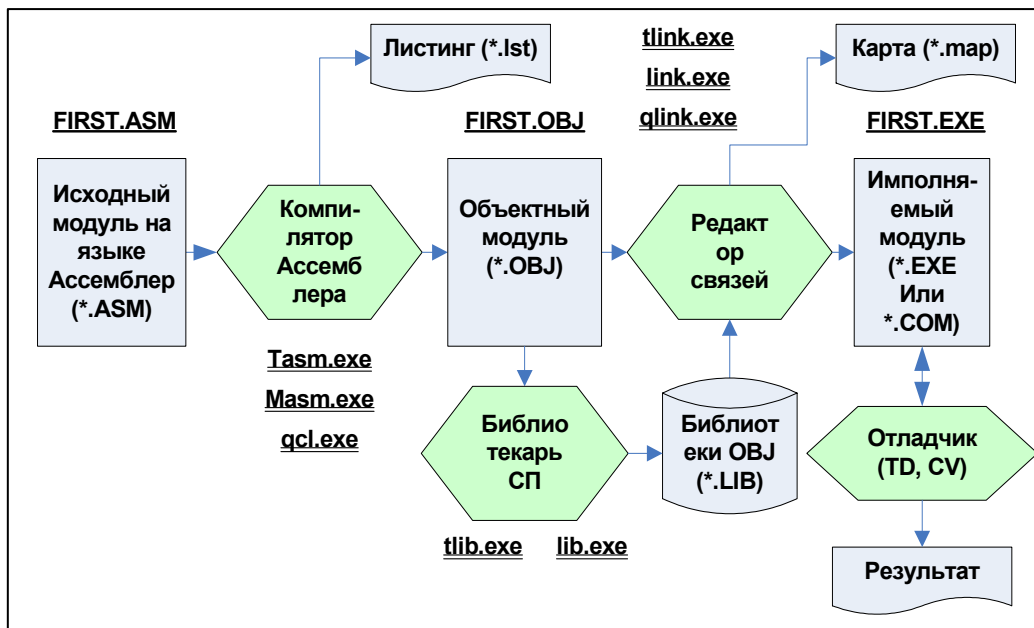 Листинг (*.lst)
tlink.exe
link.exe
qlink.exe
Карта (*.map)
FIRST.ASM
FIRST.OBJ
FIRST.EXE
Исходный
модуль на
языке
Ассемблер
(*.ASM)
Компи-
лятор
Ассемб
лера
Объектный
модуль
(*.OBJ)
Редакт
ор
связей
Имполня-
емый
модуль
(*.EXE
Или
*.COM)
Tasm.exe
Masm.exe
qcl.exe
Библио
текарь
СП
Библиот
еки OBJ
(*.LIB)
Отладчик
(TD, CV)
tlib.exe
lib.exe
Результат